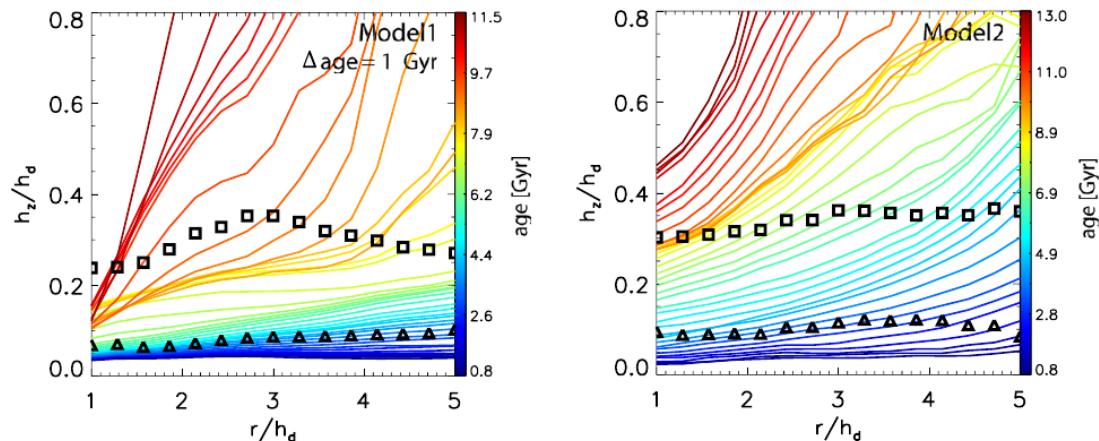 Model1
Δage= 1 Gyr
h_z/h_d
0.8
0.6
0.4
0.2
0.0
1 2 3 4 5
r/h_d
11.5
9.7
7.9
6.2
4.4
2.6
0.8
age [Gyr]
Model2
h_z/h_d
0.8
0.6
0.4
0.2
0.0
1 2 3 4 5
r/h_d
13.0
11.0
8.9
6.9
4.9
2.8
0.8
age [Gyr]